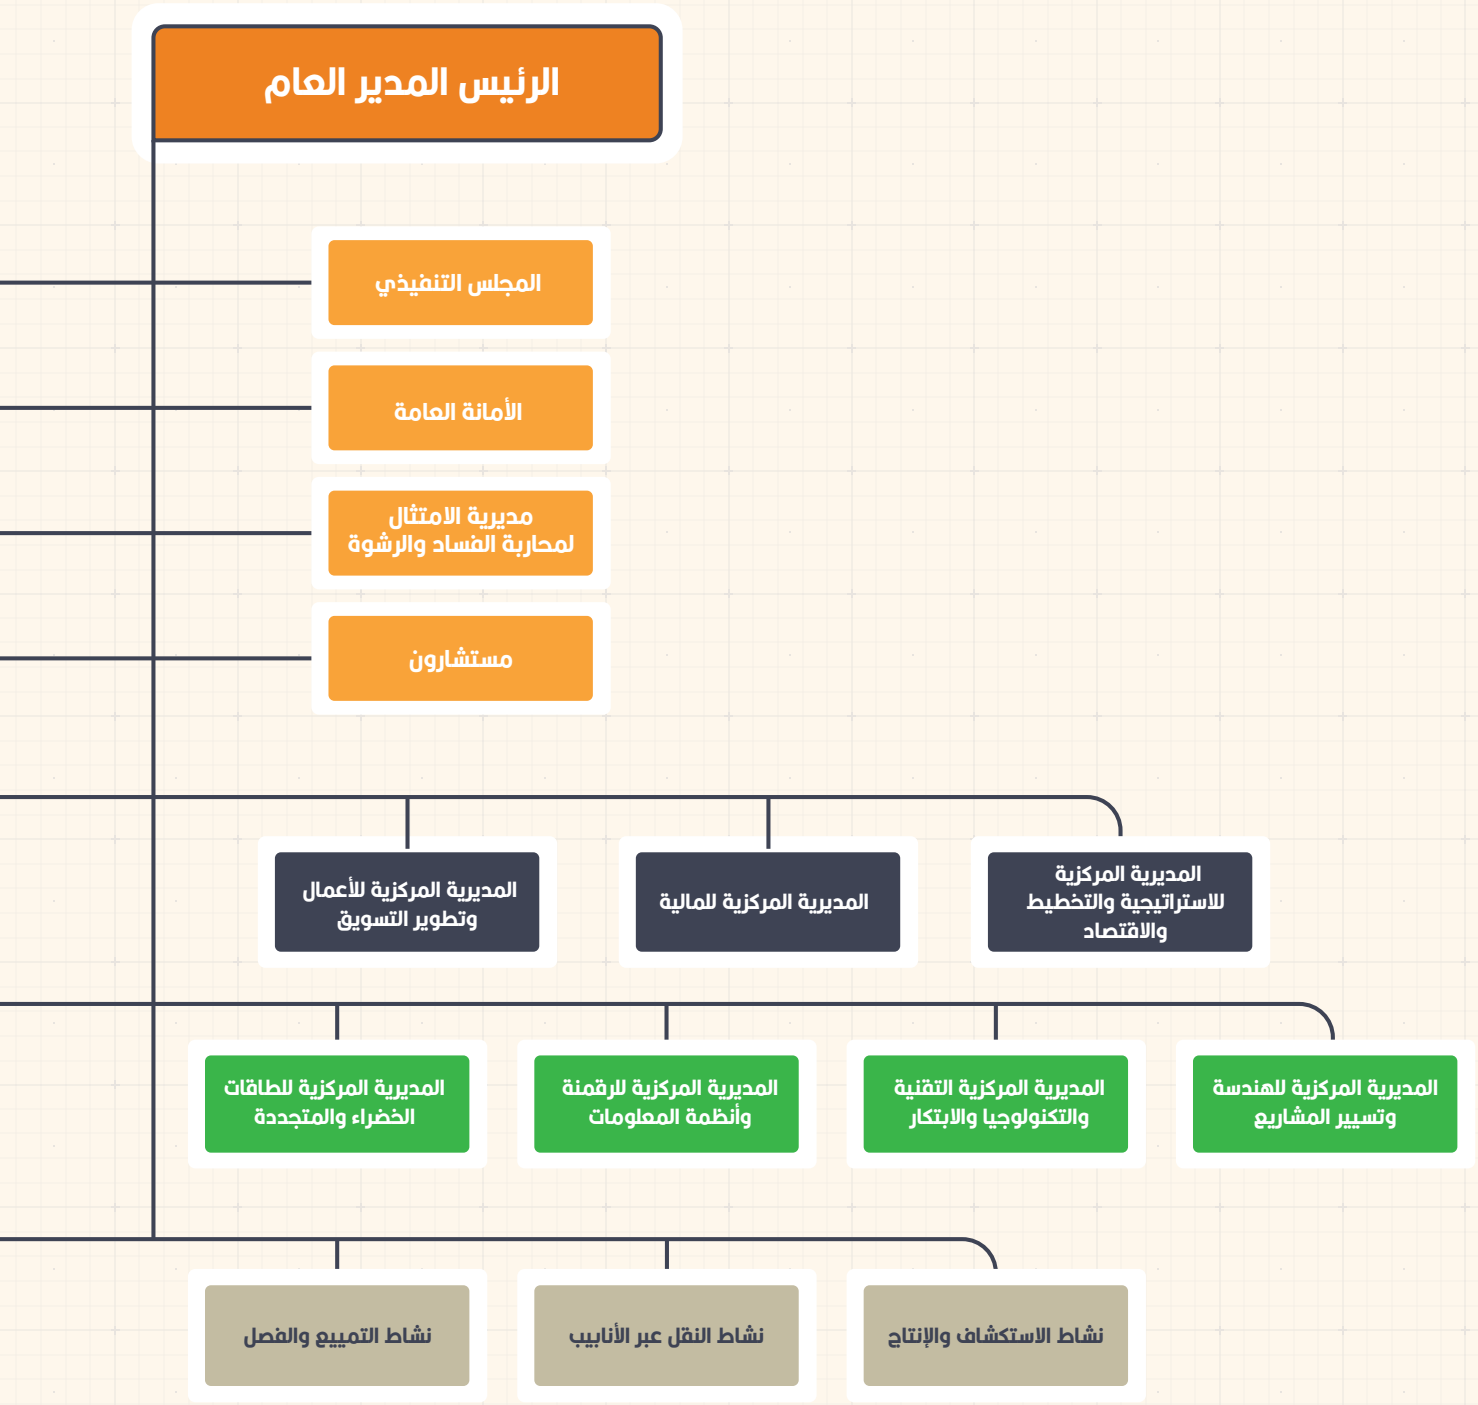 الرئيس المدير العام
المجلس التنفيذي
الأمانة العامة
مديرية الامتثال
لمحاربة الفساد والرشوة
مستشارون
المديرية المركزية
للاستراتيجية والتخطيط
والاقتصاد
المديرية المركزية للمالية
المديرية المركزية للأعمال
وتطوير التسويق
المديرية المركزية للهندسة
وتسيير المشاريع
المديرية المركزية التقنية
والتكنولوجيا والابتكار
المديرية المركزية للرقمنة
وأنظمة المعلومات
المديرية المركزية للطاقات
الخضراء والمتجددة
نشاط الاستكشاف والإنتاج
نشاط النقل عبر الأنابيب
نشاط التمييع والفصل